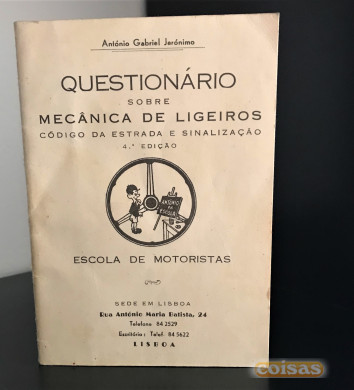 António Gabriel Jerónimo
QUESTIONÁRIO
SOBRE
MECÂNICA DE LIGEIROS
CÓDIGO DA ESTRADA E SINALIZAÇÃO
4.ª EDIÇÃO
ESCOLA DE MOTORISTAS
SEDE EM LISBOA
Rua António Maria Batista, 24
Telefone 84 2529
Escritório: Telef. 84 5622
LISBOA
coisas